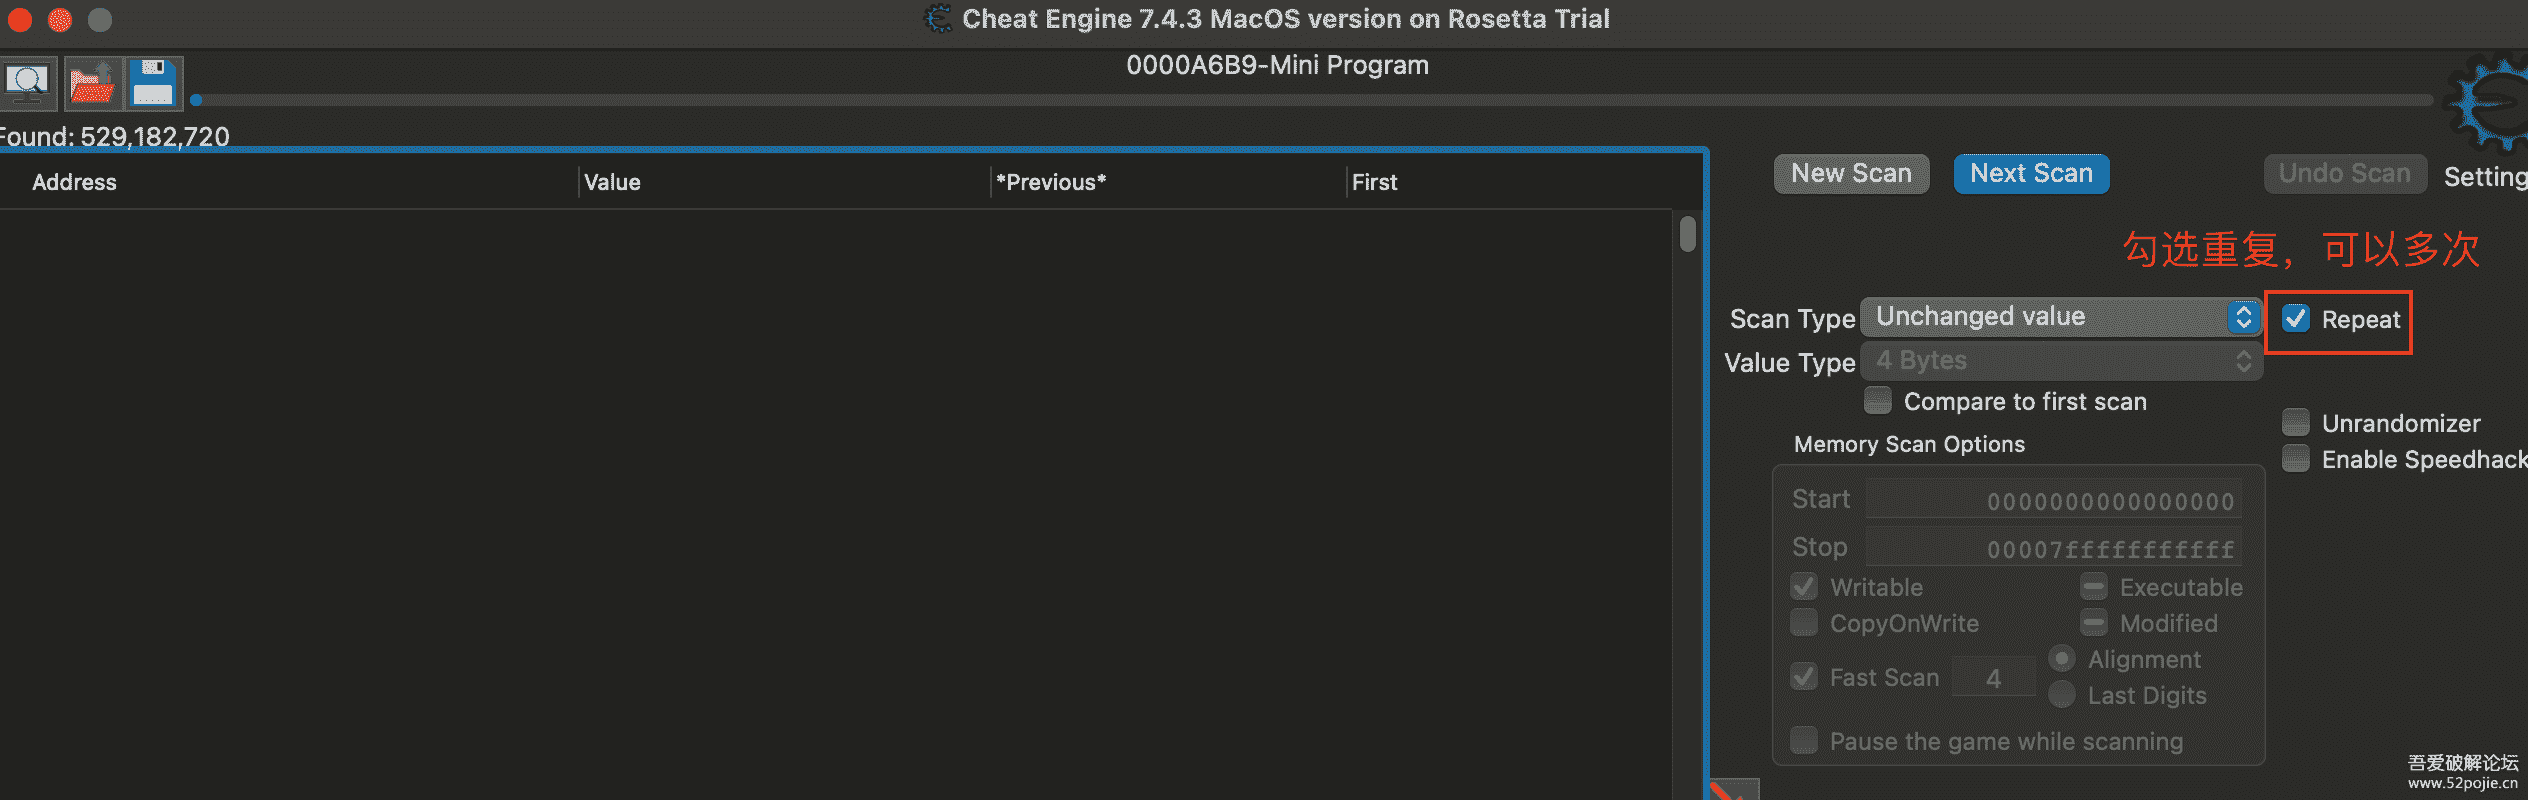 Cheat Engine 7.4.3 MacOS version on Rosetta Trial
0000A6B9-Mini Program
Found: 529,182,720
Address Value *Previous* First
New Scan Next Scan Undo Scan Setting
勾选重复，可以多次
Scan Type Unchanged value Repeat
Value Type 4 Bytes
Compare to first scan
Unrandomizer
Memory Scan Options
Enable Speedhack
Start 0000000000000000
Stop 00007fffffffffff
Writable Executable
CopyOnWrite Modified
Alignment
Fast Scan 4
Last Digits
Pause the game while scanning
吾爱破解论坛
www.52pojie.cn